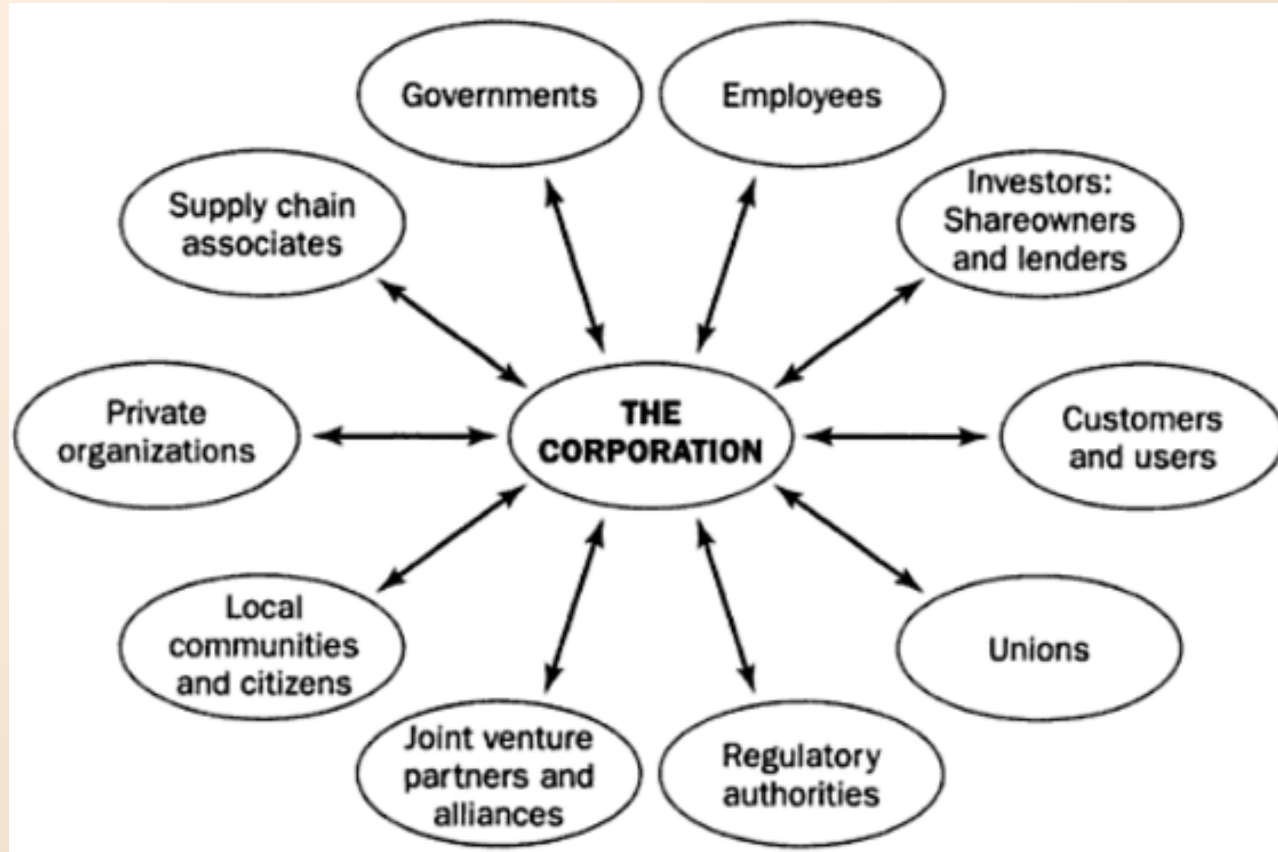 Governments
Employees
Supply chain
associates
Investors:
Shareowners
and lenders
Private
organizations
THE
CORPORATION
Customers
and users
Local
communities
and citizens
Unions
Joint venture
partners and
alliances
Regulatory
authorities